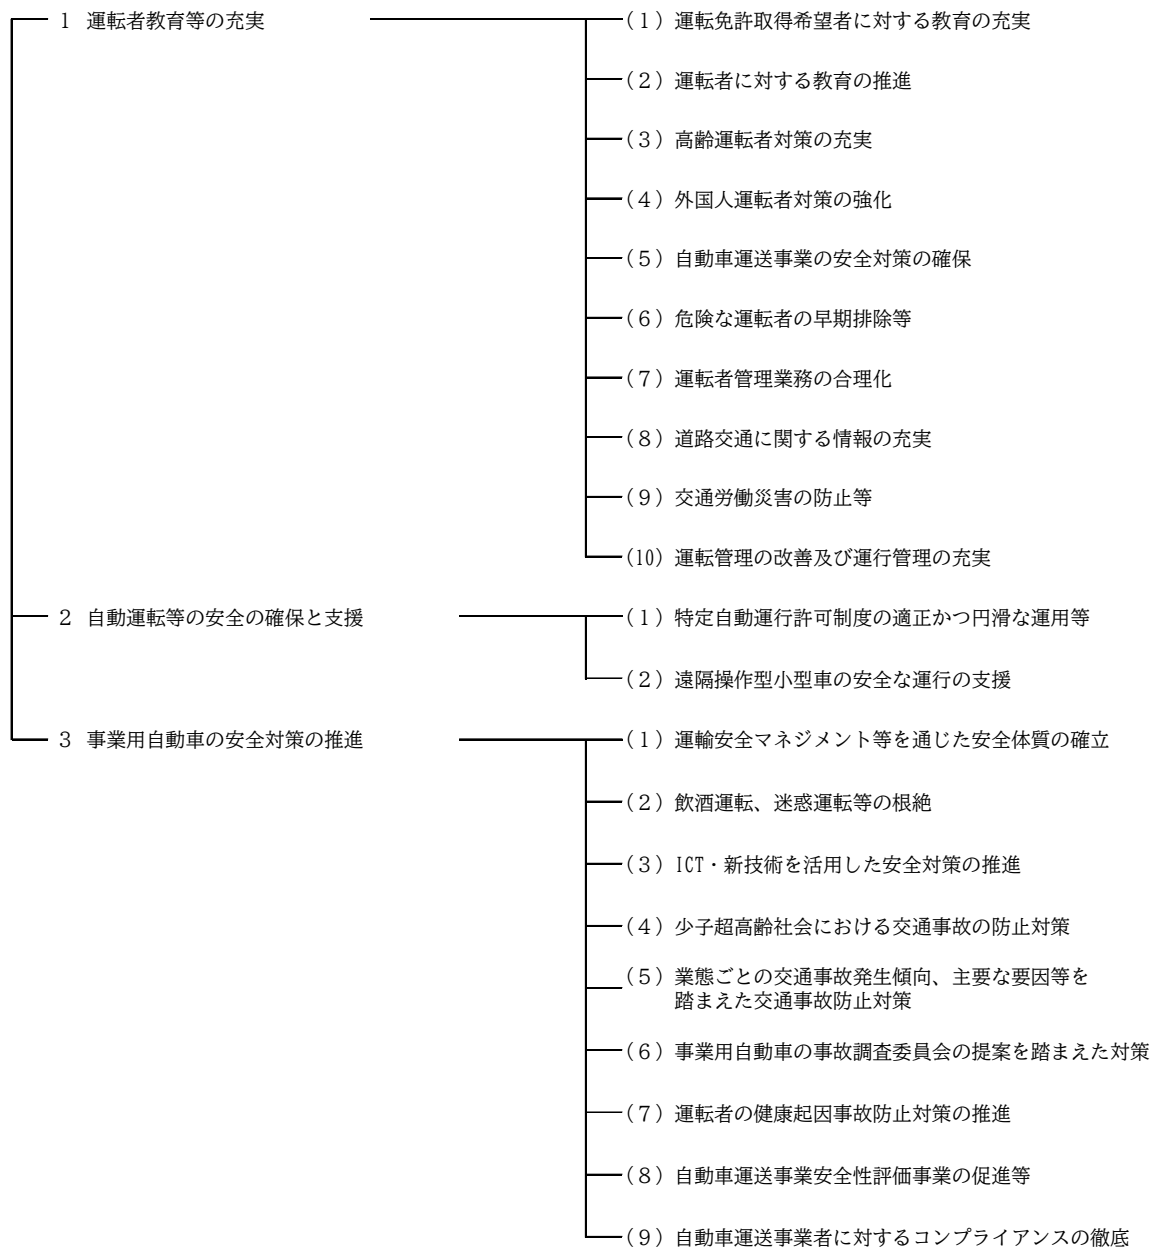 1 運転者教育等の充実
(1) 運転免許取得希望者に対する教育の充実
(2) 運転者に対する教育の推進
(3) 高齢運転者対策の充実
(4) 外国人運転者対策の強化
(5) 自動車運送事業の安全対策の確保
(6) 危険な運転者の早期排除等
(7) 運転者管理業務の合理化
(8) 道路交通に関する情報の充実
(9) 交通労働災害の防止等
(10) 運転管理の改善及び運行管理の充実
2 自動運転等の安全の確保と支援
(1) 特定自動運行許可制度の適正かつ円滑な運用等
(2) 遠隔操作型小型車の安全な運行の支援
3 事業用自動車の安全対策の推進
(1) 運輸安全マネジメント等を通じた安全体質の確立
(2) 飲酒運転、迷惑運転等の根絶
(3) ICT・新技術を活用した安全対策の推進
(4) 少子超高齢社会における交通事故の防止対策
(5) 業態ごとの交通事故発生傾向、主要な要因等を
踏まえた交通事故防止対策
(6) 事業用自動車の事故調査委員会の提案を踏まえた対策
(7) 運転者の健康起因事故防止対策の推進
(8) 自動車運送事業安全性評価事業の促進等
(9) 自動車運送事業者に対するコンプライアンスの徹底